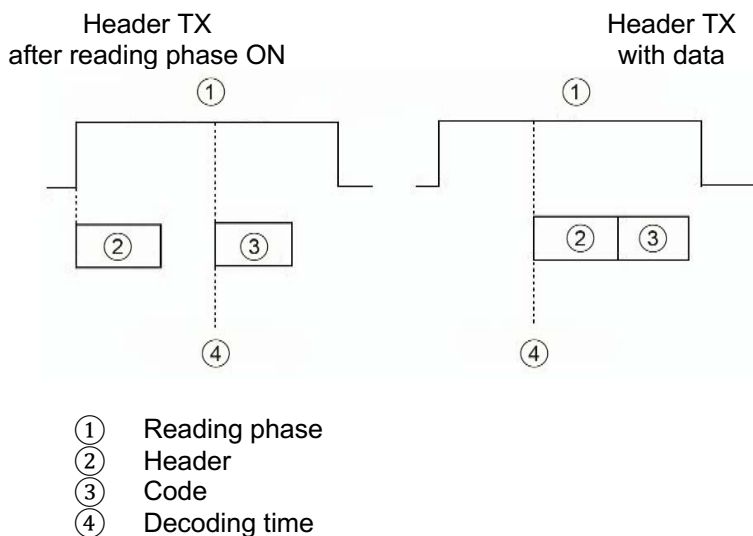 Header TX
after reading phase ON
Header TX
with data
① ①
② ③ ② ③
④ ④
① Reading phase
② Header
③ Code
④ Decoding time